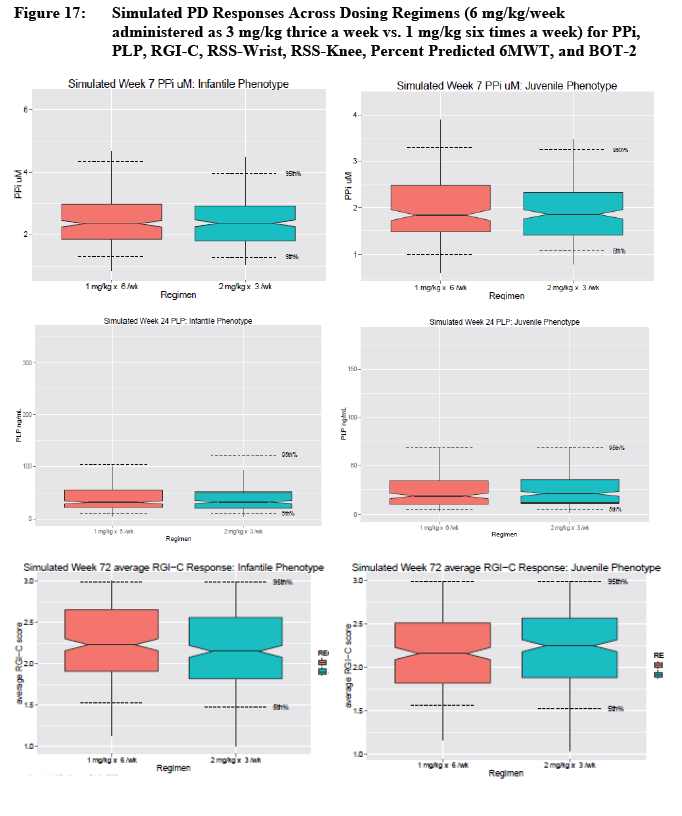 Figure 17: Simulated PD Responses Across Dosing Regimens (6 mg/kg/week
administered as 3 mg/kg thrice a week vs. 1 mg/kg six times a week) for PPi,
PLP, RGI-C, RSS-Wrist, RSS-Knee, Percent Predicted 6MWT, and BOT-2
Simulated Week 7 PPi uM: Infantile Phenotype
6
4
2
PPi uM
95th%
5th%
1 mg/kg x 6 /wk
2 mg/kg x 3 /wk
Regimen
Simulated Week 7 PPi uM: Juvenile Phenotype
4
3
2
1
PPi uM
95th%
5th%
1 mg/kg x 6 /wk
2 mg/kg x 3 /wk
Regimen
Simulated Week 24 PLP: Infantile Phenotype
300
200
100
0
PLP ng/mL
95th%
5th%
1 mg/kg x 6 /wk
2 mg/kg x 3 /wk
Regimen
Simulated Week 24 PLP: Juvenile Phenotype
150
100
50
0
PLP ng/mL
95th%
5th%
1 mg/kg x 6 /wk
2 mg/kg x 3 /wk
Regimen
Simulated Week 72 average RGI-C Response: Infantile Phenotype
3.0
2.5
2.0
1.5
1.0
average RGI-C score
95th%
5th%
1 mg/kg x 6 /wk
2 mg/kg x 3 /wk
Regimen
RE
Simulated Week 72 average RGI-C Response: Juvenile Phenotype
3.0
2.5
2.0
1.5
1.0
average RGI-C score
95th%
5th%
1 mg/kg x 6 /wk
2 mg/kg x 3 /wk
Regimen
RE